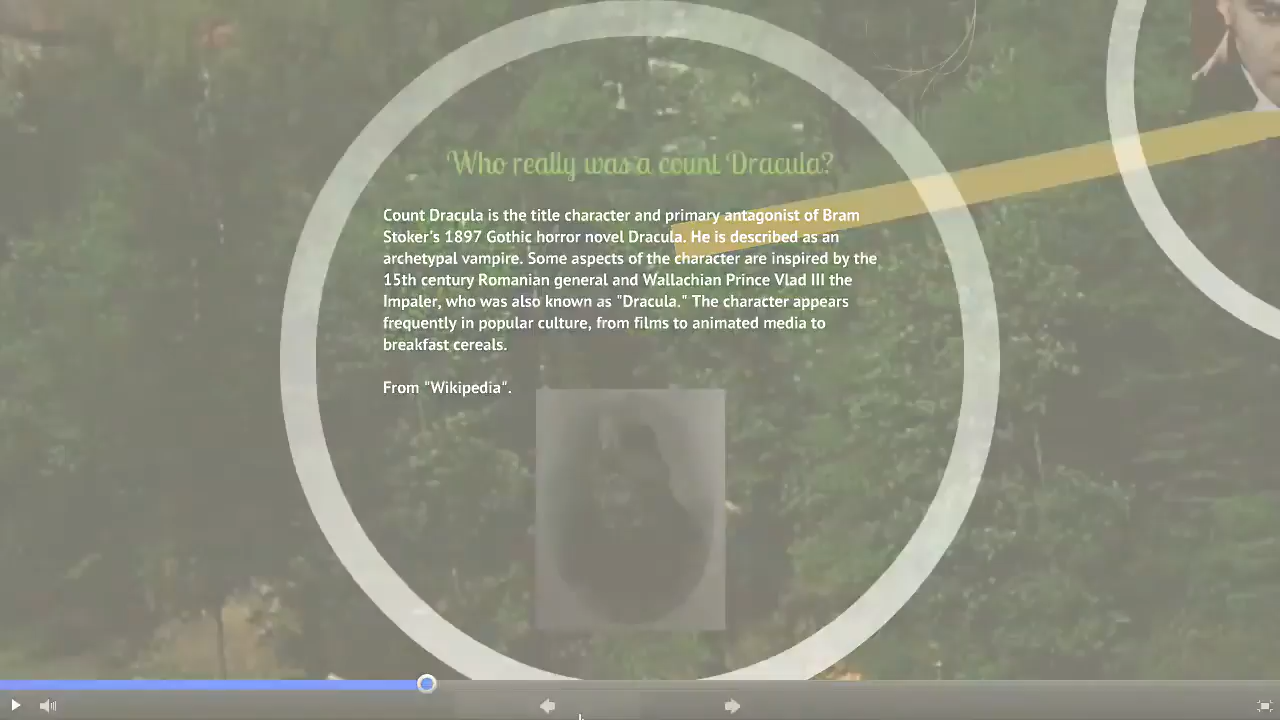 Who really was a count Dracula?
Count Dracula is the title character and primary antagonist of Bram
Stoker's 1897 Gothic horror novel Dracula. He is described as an
archetypal vampire. Some aspects of the character are inspired by the
15th century Romanian general and Wallachian Prince Vlad III the
Impaler, who was also known as "Dracula." The character appears
frequently in popular culture, from films to animated media to
breakfast cereals.
From "Wikipedia".